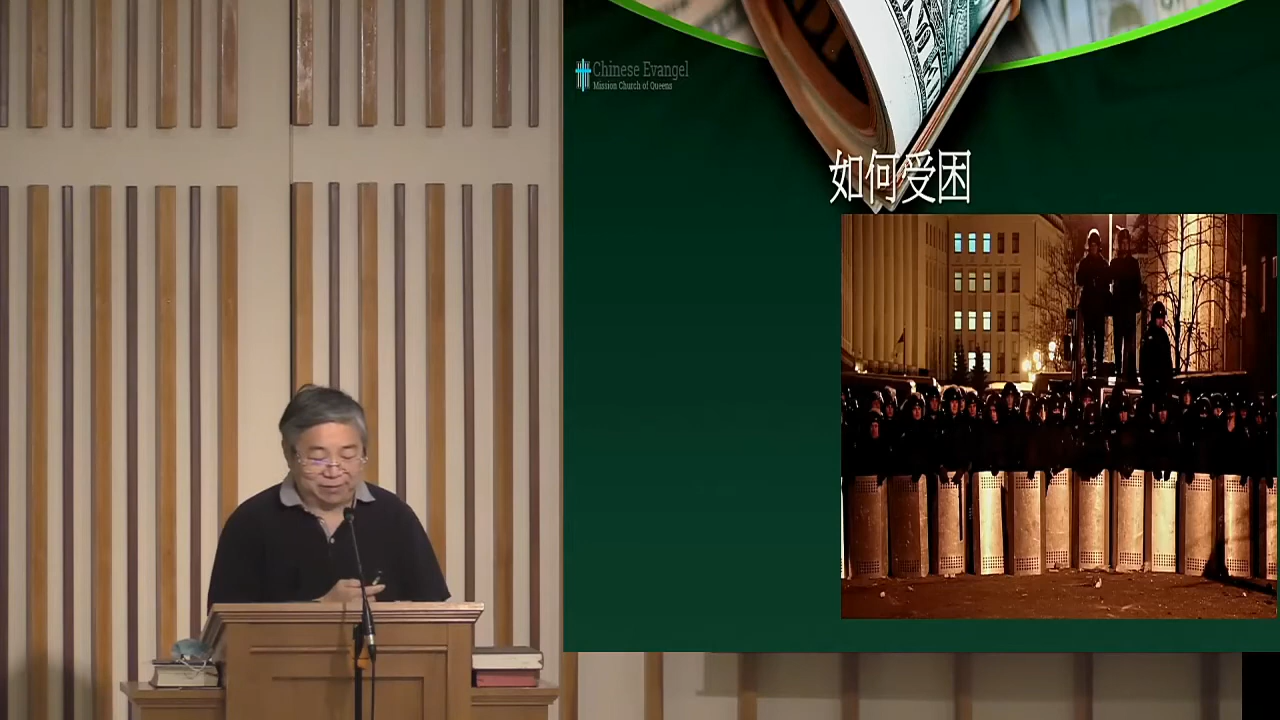 Chinese Evangel
Mission Church of Queens
如何受困